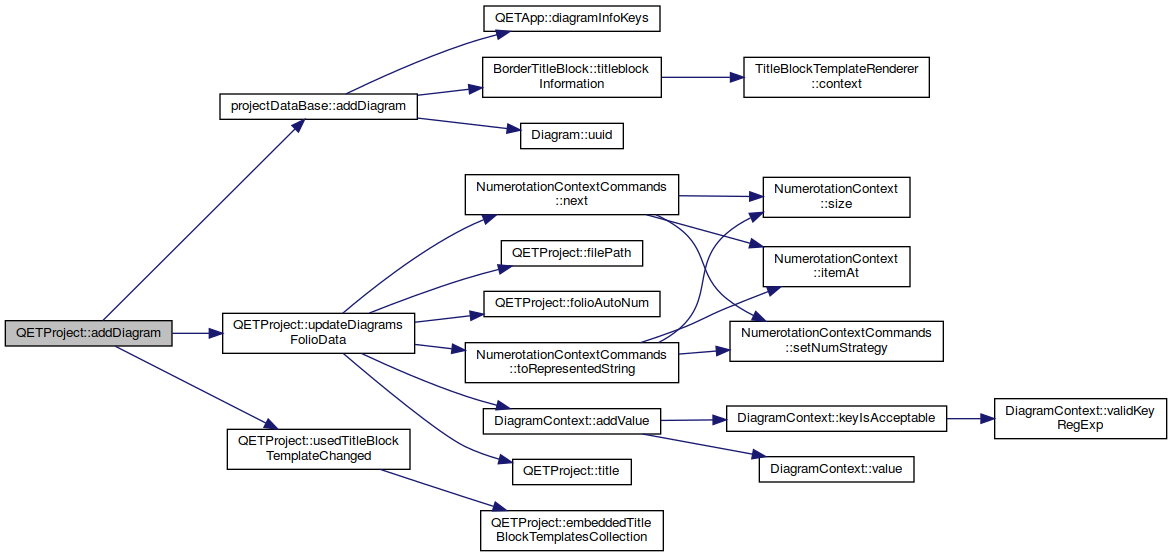 QETApp::diagramInfoKeys
BorderTitleBlock::titleblock
Information
TitleBlockTemplateRenderer
::context
projectDataBase::addDiagram
Diagram::uuid
NumerotationContextCommands
::next
NumerotationContext
::size
QETProject::filePath
NumerotationContext
::itemAt
QETProject::folioAutoNum
QETProject::addDiagram
QETProject::updateDiagrams
FolioData
NumerotationContextCommands
::toRepresentedString
NumerotationContextCommands
::setNumStrategy
DiagramContext::addValue
DiagramContext::keyIsAcceptable
DiagramContext::validKey
RegExp
QETProject::usedTitleBlock
TemplateChanged
QETProject::title
DiagramContext::value
QETProject::embeddedTitle
BlockTemplatesCollection